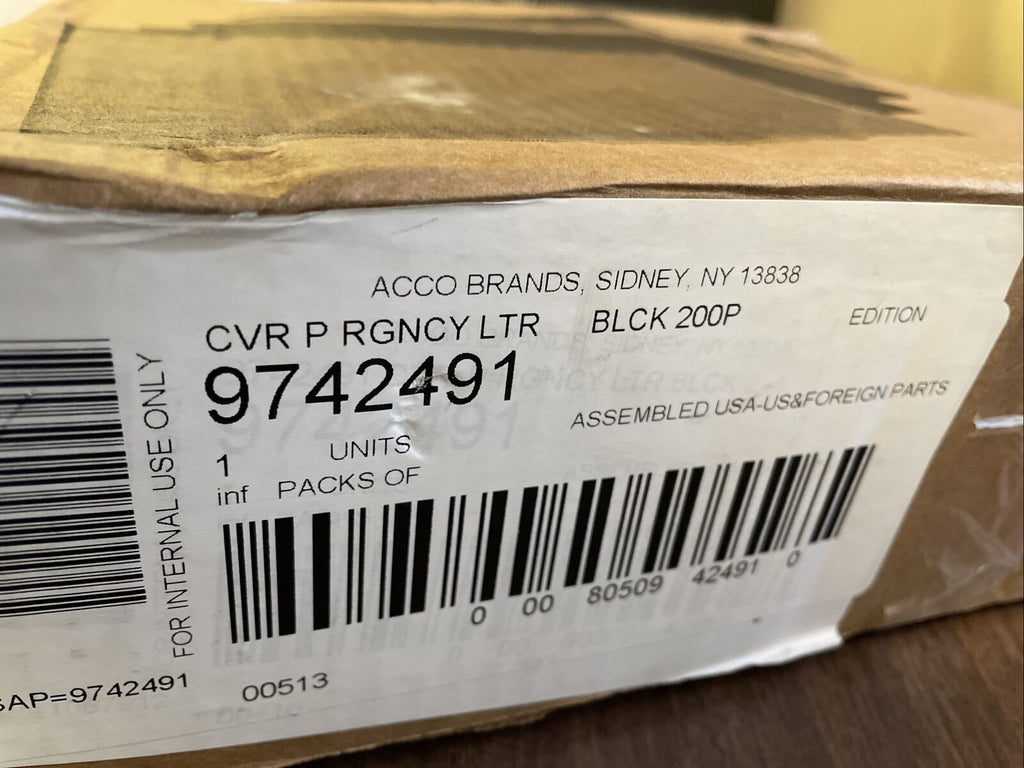 ACCO BRANDS, SIDNEY, NY 13838
CVR P RGNCY LTR BLCK 200P EDITION
9742491
ASSEMBLED USA-US&FOREIGN PARTS
1 UNITS
inf PACKS OF
0 00 80509 42491 0
FOR INTERNAL USE ONLY
SAP=9742491 00513